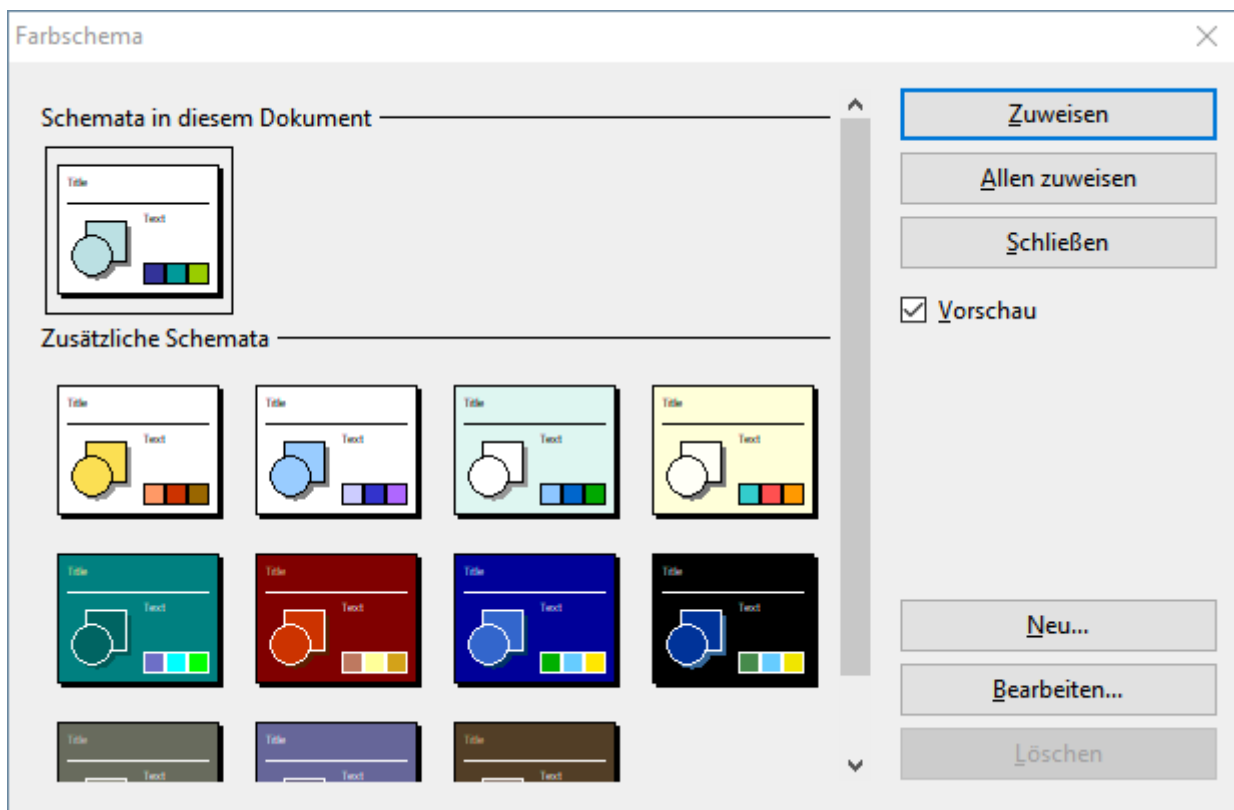 Farbschema
Schemata in diesem Dokument
Title
Text
Zusätzliche Schemata
Title
Text
Title
Text
Title
Text
Title
Text
Title
Text
Title
Text
Title
Text
Title
Text
Title
Text
Title
Text
Title
Text
Zuweisen
Allen zuweisen
Schließen
Vorschau
Neu...
Bearbeiten...
Löschen